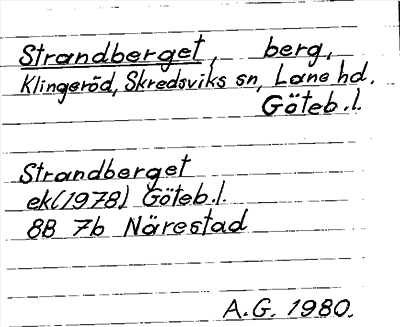 Strandberget, berg,
Klingeröd, Skredsviks sn, Lane hd.
Göteb.l.
Strandberget
ek(1978) Göteb.l.
8B 7b Närestad
A.G. 1980.